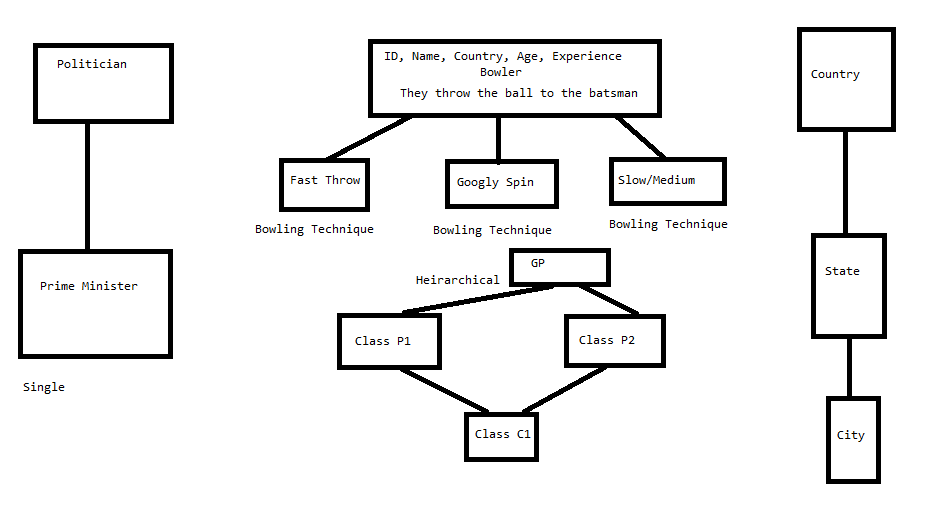 Politician
Prime Minister
Single
ID, Name, Country, Age, Experience
Bowler
They throw the ball to the batsman
Fast Throw
Googly Spin
Slow/Medium
Bowling Technique
Bowling Technique
Bowling Technique
GP
Heirarchical
Class P1
Class P2
Class C1
Country
State
City